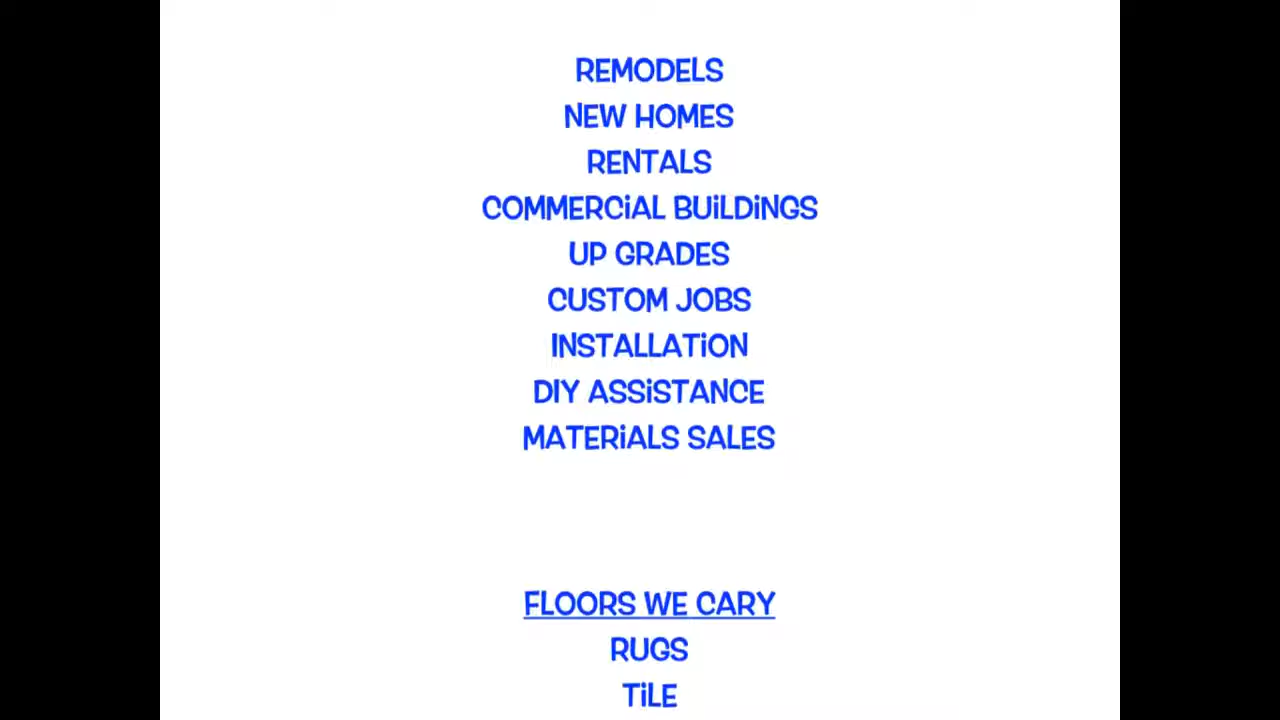 REMODELS
NEW HOMES
RENTALS
COMMERCiAL BUiLDiNGS
UP GRADES
CUSTOM JOBS
INSTALLATiON
DIY ASSiSTANCE
MATERiALS SALES
FLOORS WE CARY
RUGS
TiLE